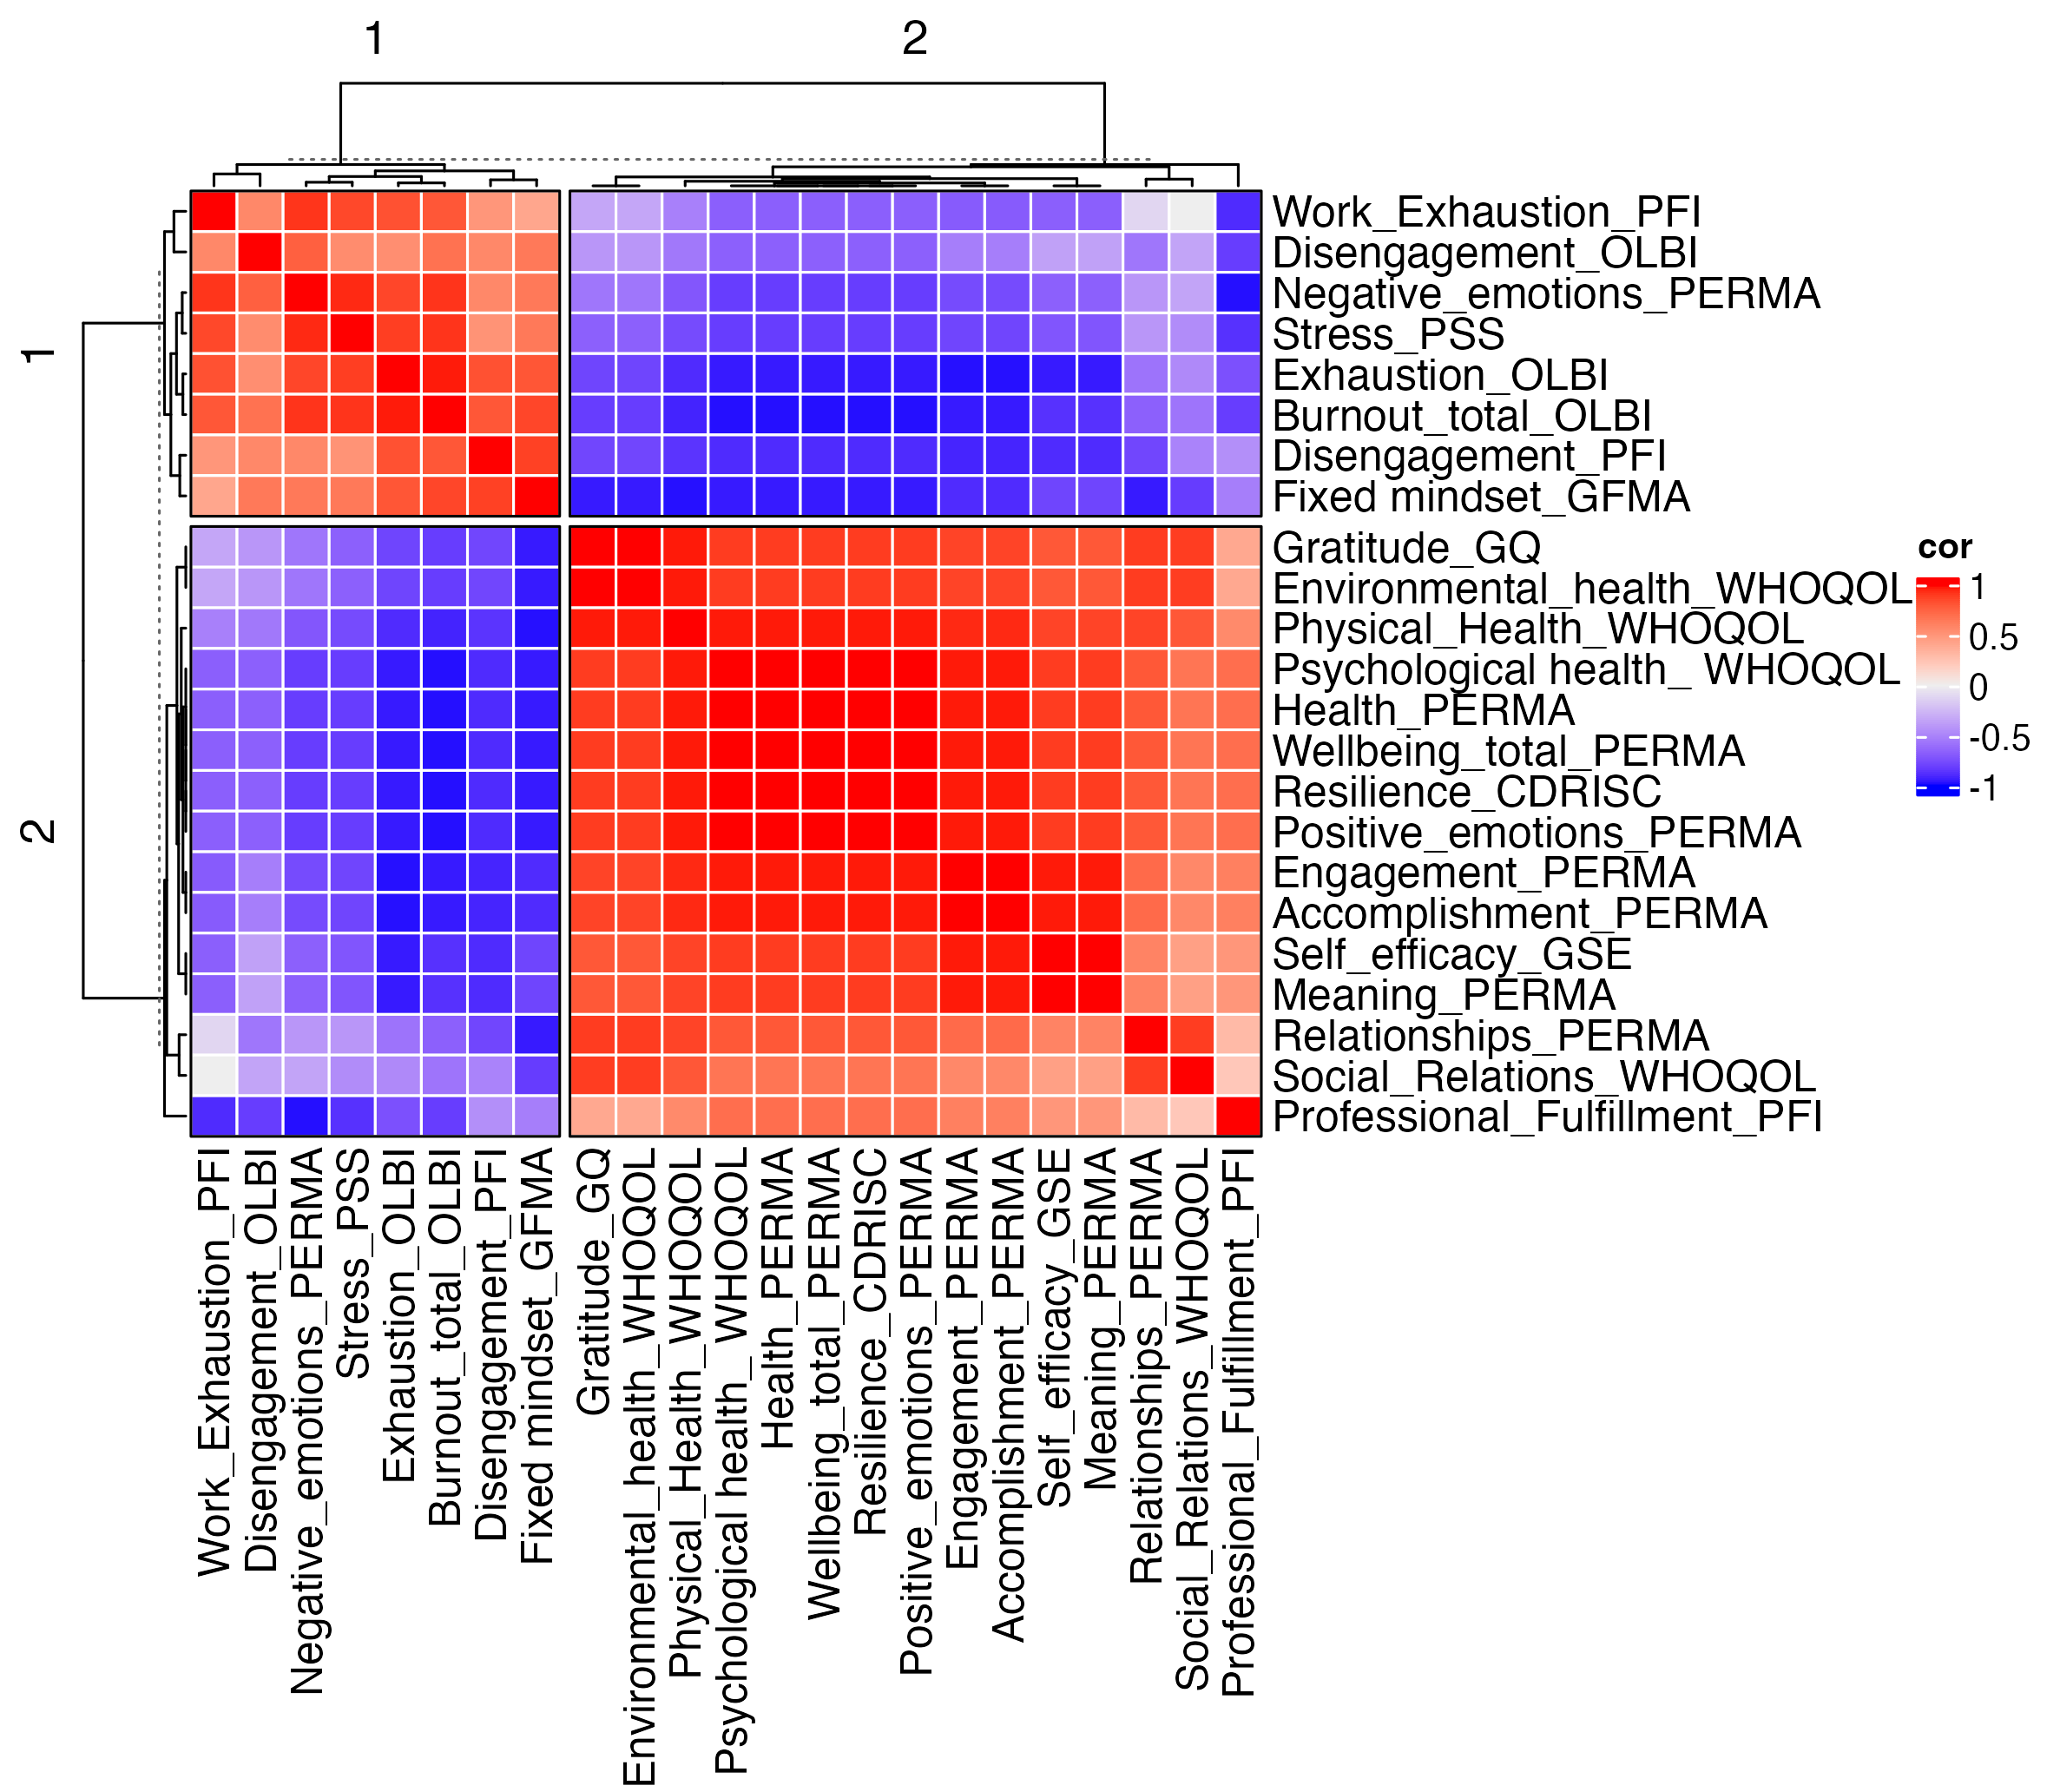 1
2
1
2
Work_Exhaustion_PFI
Disengagement_OLBI
Negative_emotions_PERMA
Stress_PSS
Exhaustion_OLBI
Burnout_total_OLBI
Disengagement_PFI
Fixed mindset_GFMA
Gratitude_GQ
Environmental_health_WHOQOL
Physical_Health_WHOQOL
Psychological health_ WHOQOL
Health_PERMA
Wellbeing_total_PERMA
Resilience_CDRISC
Positive_emotions_PERMA
Engagement_PERMA
Accomplishment_PERMA
Self_efficacy_GSE
Meaning_PERMA
Relationships_PERMA
Social_Relations_WHOQOL
Professional_Fulfillment_PFI
cor
1
0.5
0
-0.5
-1
Work_Exhaustion_PFI
Disengagement_OLBI
Negative_emotions_PERMA
Stress_PSS
Exhaustion_OLBI
Burnout_total_OLBI
Disengagement_PFI
Fixed mindset_GFMA
Gratitude_GQ
Environmental_health_WHOQOL
Physical_Health_WHOQOL
Psychological health_ WHOQOL
Health_PERMA
Wellbeing_total_PERMA
Resilience_CDRISC
Positive_emotions_PERMA
Engagement_PERMA
Accomplishment_PERMA
Self_efficacy_GSE
Meaning_PERMA
Relationships_PERMA
Social_Relations_WHOQOL
Professional_Fulfillment_PFI